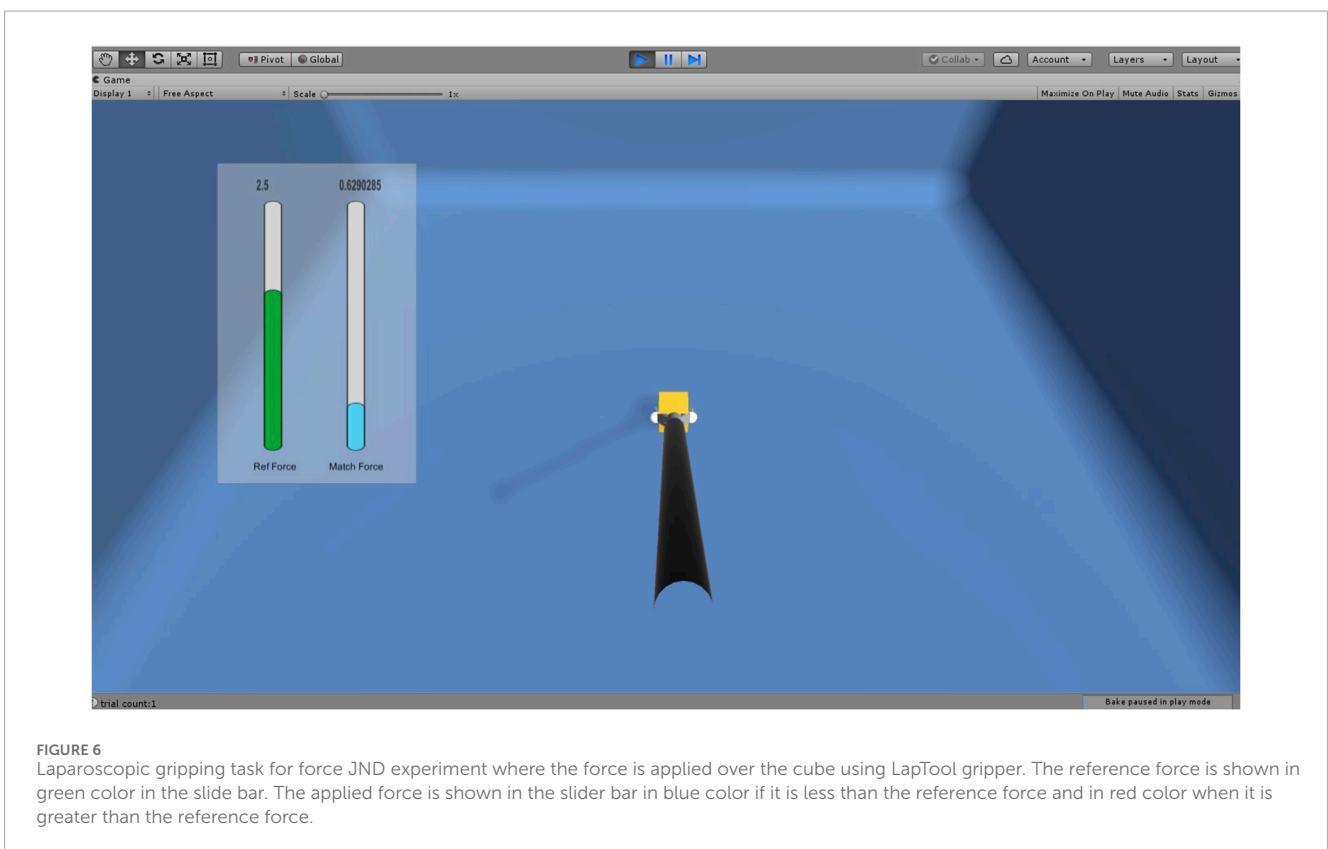 Pivot Global Collab Account Layers Layout
Game
Display 1 Free Aspect Scale 1x Maximize On Play Mute Audio Stats Gizmos
2.5 0.6290285
Ref Force Match Force
trial count:1 Bake paused in play mode
FIGURE 6
Laparoscopic gripping task for force JND experiment where the force is applied over the cube using LapTool gripper. The reference force is shown in
green color in the slide bar. The applied force is shown in the slider bar in blue color if it is less than the reference force and in red color when it is
greater than the reference force.